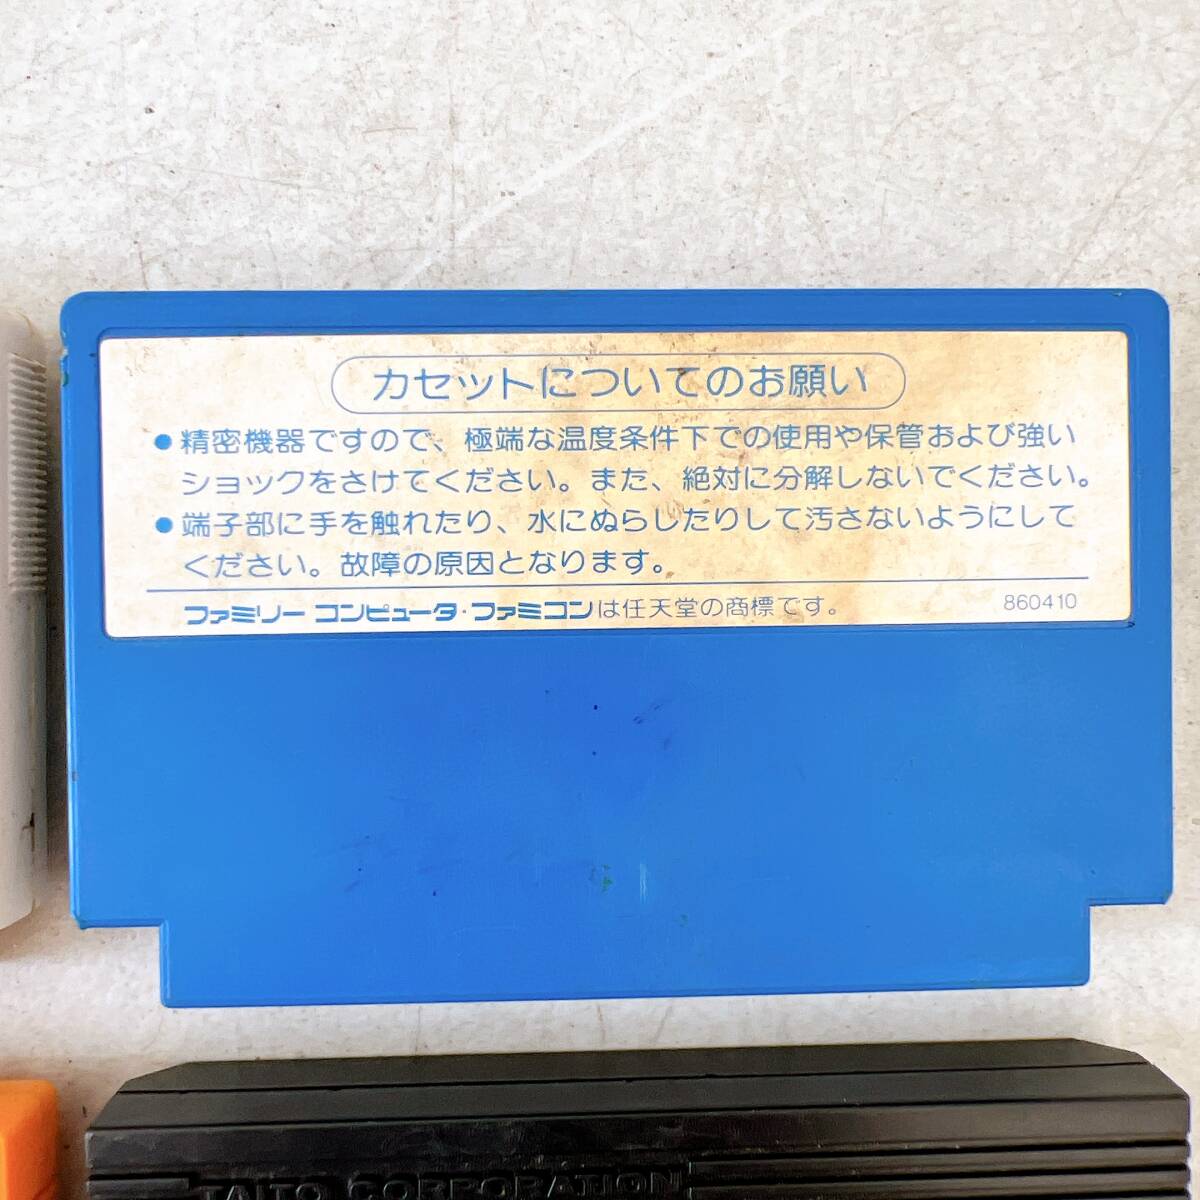 カセットについてのお願い
●精密機器ですので、極端な温度条件下での使用や保管および強い
ショックをさけてください。また、絶対に分解しないでください。
●端子部に手を触れたり、水にぬらしたりして汚さないようにして
ください。故障の原因となります。
ファミリー コンピュータ・ファミコンは任天堂の商標です。 860410
TAITO CORPORATION